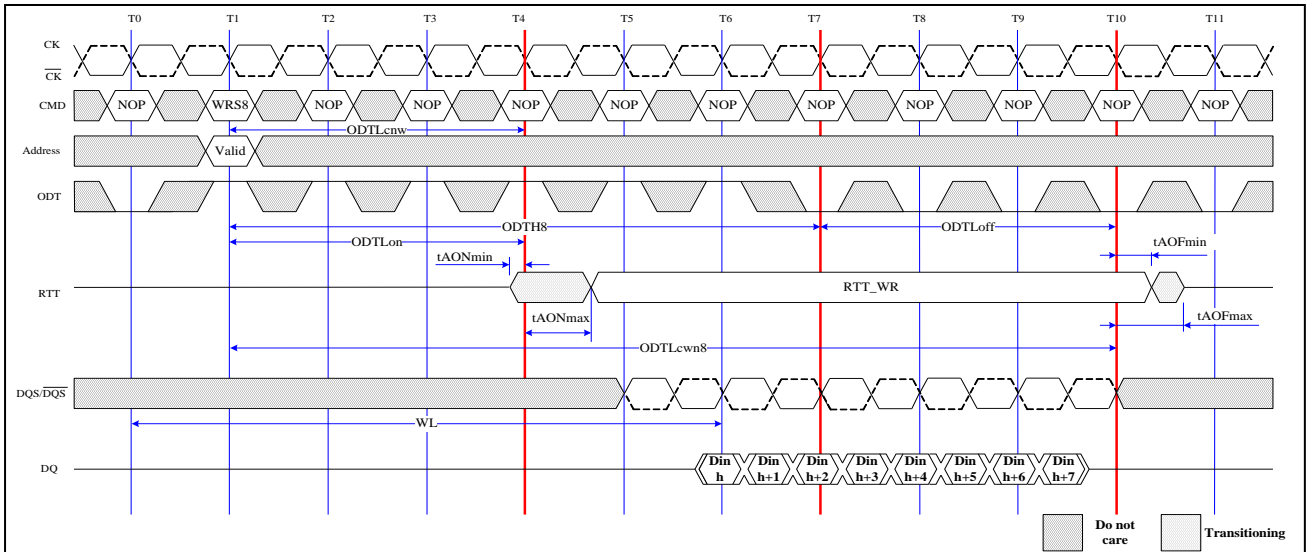 T0 T1 T2 T3 T4 T5 T6 T7 T8 T9 T10 T11
CK
CK
CMD NOP WRS8 NOP NOP NOP NOP NOP NOP NOP NOP NOP NOP
ODTLcnw
Address Valid
ODT
ODTH8 ODTLoff
ODTLon
tAONmin tAOFmin
RTT RTT_WR
tAONmax tAOFmax
ODTLcwn8
DQS/DQS
WL
DQ Din h Din h+1 Din h+2 Din h+3 Din h+4 Din h+5 Din h+6 Din h+7
Do not care Transitioning